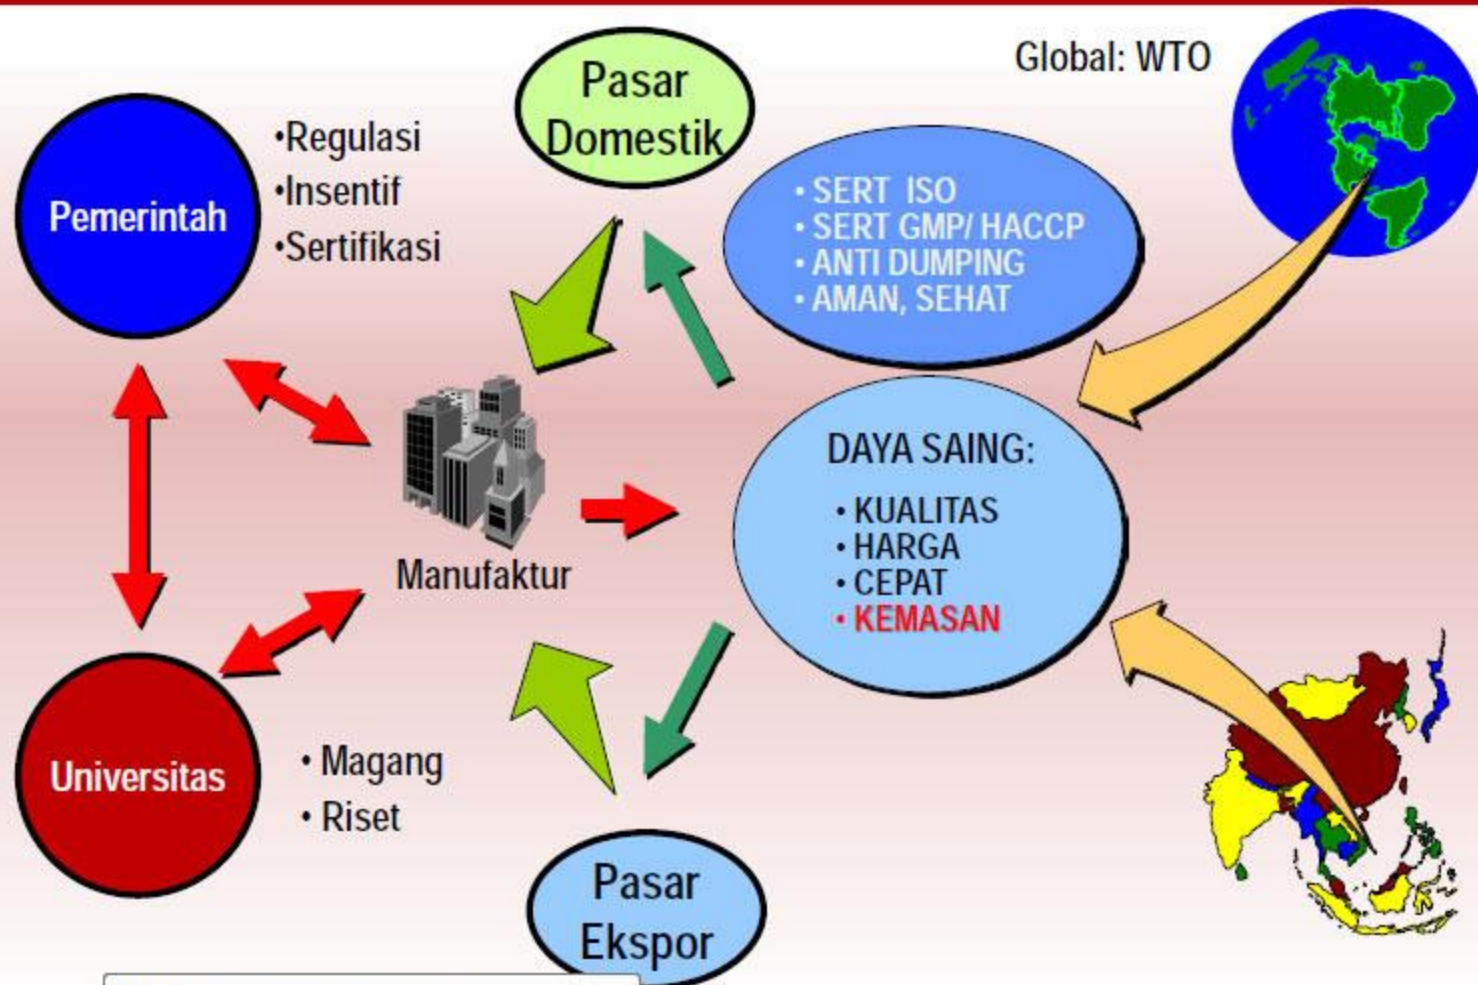 Global: WTO
Pasar
Domestik
Pemerintah
•Regulasi
•Insentif
•Sertifikasi
• SERT ISO
• SERT GMP/ HACCP
• ANTI DUMPING
• AMAN, SEHAT
Manufaktur
DAYA SAING:
• KUALITAS
• HARGA
• CEPAT
• KEMASAN
Universitas
• Magang
• Riset
Pasar
Ekspor